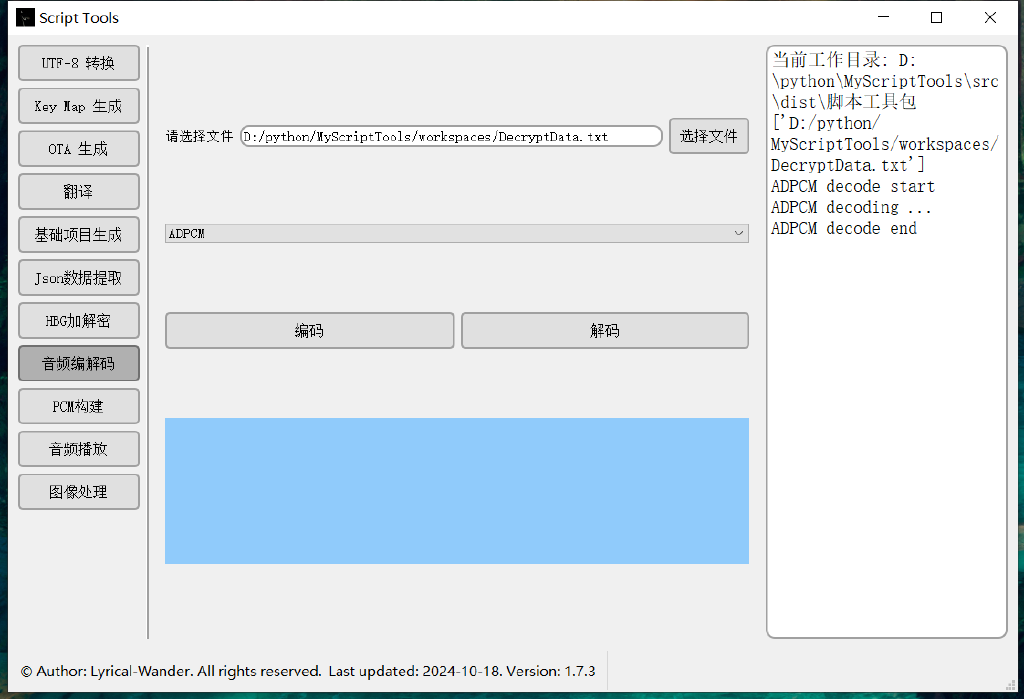 Script Tools
UTF-8 转换
Key Map 生成
OTA 生成
翻译
基础项目生成
Json数据提取
HBG加解密
音频编解码
PCM构建
音频播放
图像处理
请选择文件 D:/python/MyScriptTools/workspaces/DecryptData.txt 选择文件
ADPCM
编码 解码
当前工作目录: D:
\python\MyScriptTools\src
\dist\脚本工具包
['D:/python/
MyScriptTools/workspaces/
DecryptData.txt']
ADPCM decode start
ADPCM decoding ...
ADPCM decode end
© Author: Lyrical-Wander. All rights reserved. Last updated: 2024-10-18. Version: 1.7.3